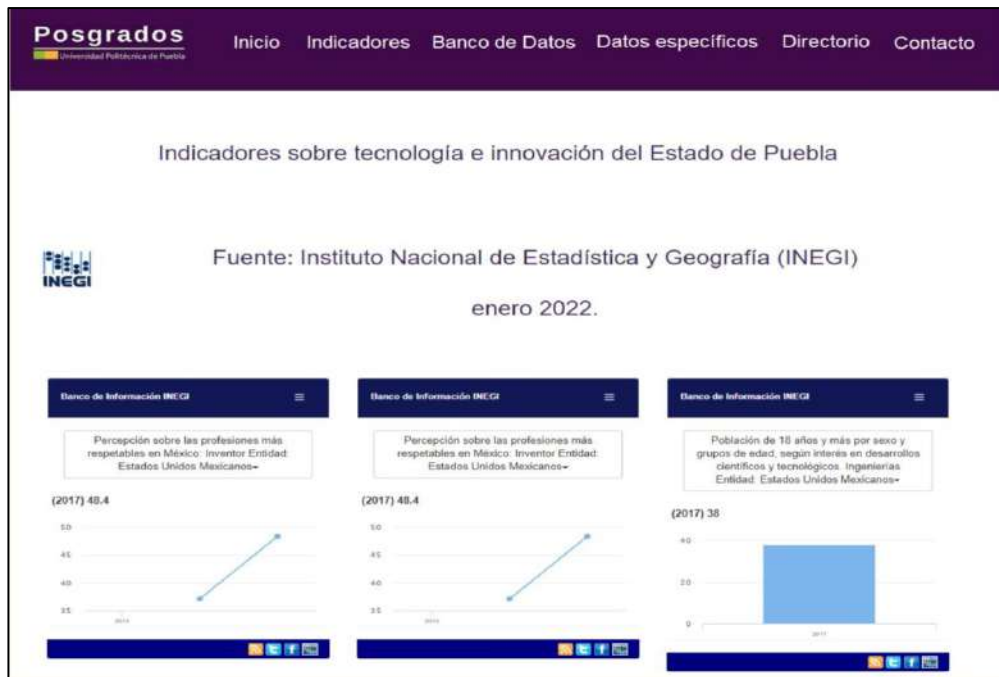 Posgrados
Universidad Politécnica de Puebla
Inicio Indicadores Banco de Datos Datos específicos Directorio Contacto
Indicadores sobre tecnología e innovación del Estado de Puebla
INEGI
Fuente: Instituto Nacional de Estadística y Geografía (INEGI)
enero 2022.
Banco de Información INEGI
Percepción sobre las profesiones más
respetables en México: Inventor Entidad:
Estados Unidos Mexicanos
(2017) 48.4
50
45
40
35
Banco de Información INEGI
Percepción sobre las profesiones más
respetables en México: Inventor Entidad:
Estados Unidos Mexicanos
(2017) 48.4
50
45
40
35
Banco de Información INEGI
Población de 18 años y más por sexo y
grupos de edad, según interés en desarrollos
científicos y tecnológicos. Ingenierías
Entidad: Estados Unidos Mexicanos
(2017) 38
40
20
0
2017